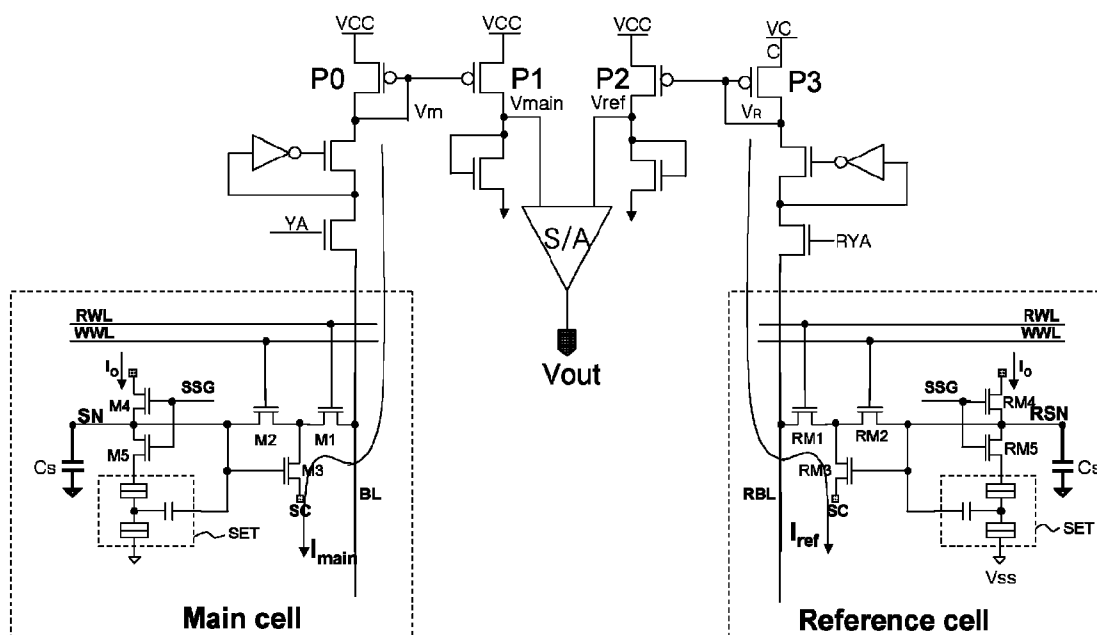 VCC
VCC
VCC
VC
C
P0
P1
P2
P3
Vm
Vmain
Vref
VR
YA
S/A
RYA
RWL
WWL
RWL
WWL
Vout
Io
SSG
M4
SN
M5
M2
M1
M3
Cs
SC
BL
SET
Imain
Main cell
Io
SSG
RM4
RSN
RM1
RM2
RM5
RM3
Cs
SC
RBL
SET
Iref
Vss
Reference cell